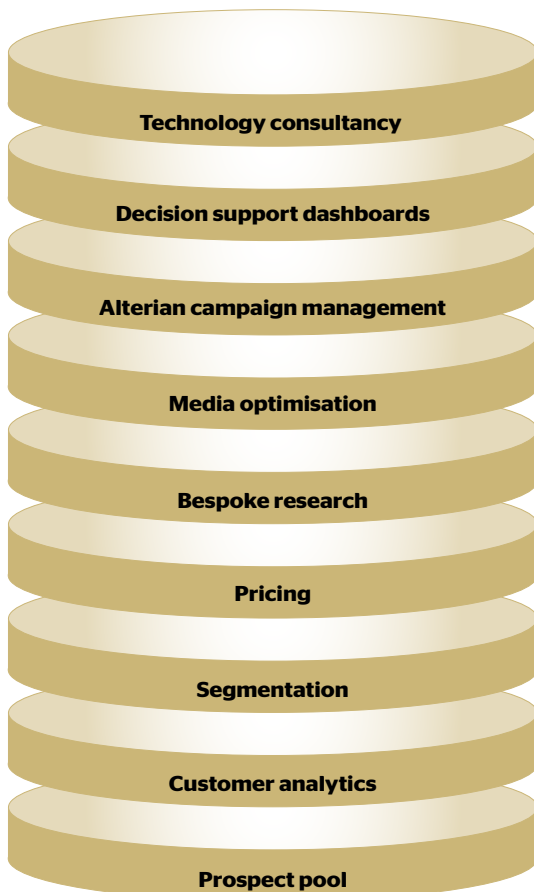 Technology consultancy
Decision support dashboards
Alterian campaign management
Media optimisation
Bespoke research
Pricing
Segmentation
Customer analytics
Prospect pool